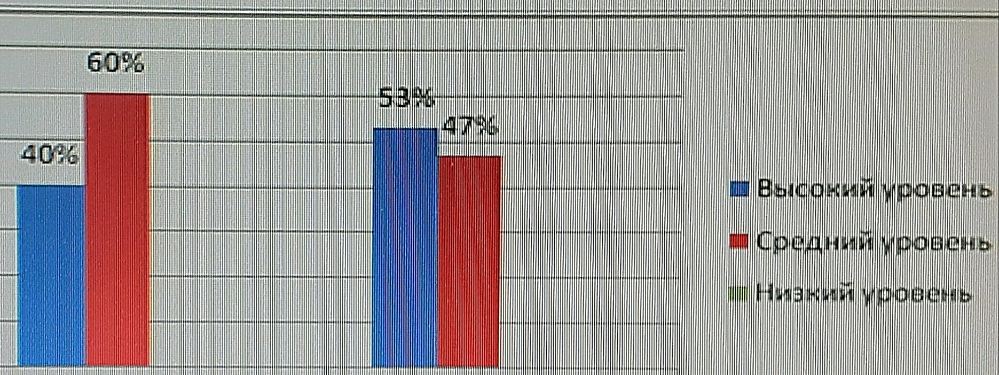 60%
53%
47%
40%
Высокий уровень
Средний уровень
Низкий уровень